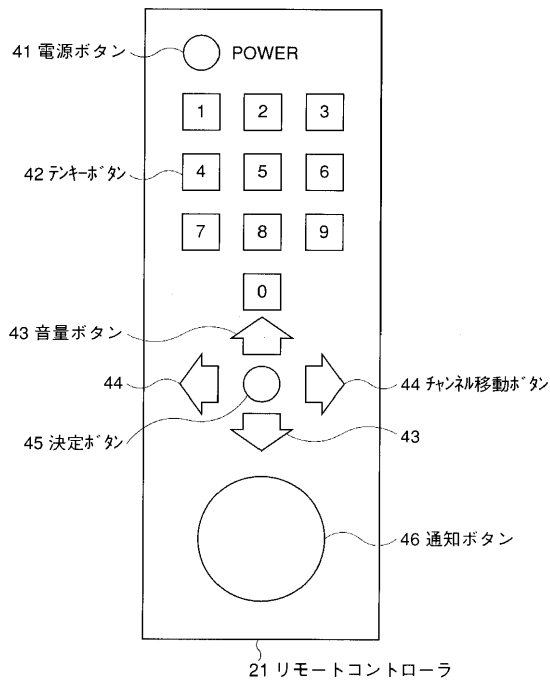 41 電源ボタン
POWER
1 2 3
42 ﾃﾝｷｰﾎﾞﾀﾝ
4 5 6
7 8 9
0
43 音量ボタン
44
44 ﾁｬﾝﾈﾙ移動ボタン
45 決定ﾎﾞﾀﾝ
43
46 通知ボタン
21 リモートコントローラ